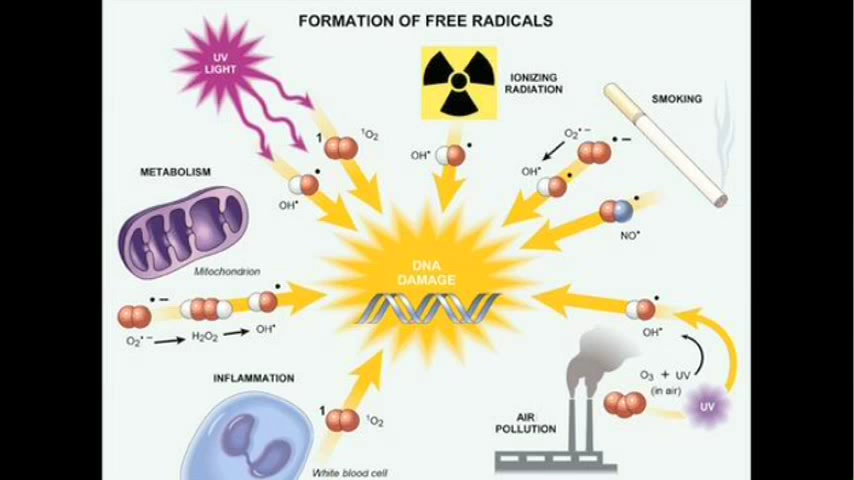 FORMATION OF FREE RADICALS
UV
LIGHT
IONIZING
RADIATION
SMOKING
1
¹O₂
OH•
O₂•−
•−
OH•
OH•
NO•
METABOLISM
Mitochondrion
DNA
DAMAGE
•−
O₂•− → H₂O₂ → OH•
OH•
INFLAMMATION
1
¹O₂
White blood cell
AIR
POLLUTION
O₃ + UV
(in air)
UV